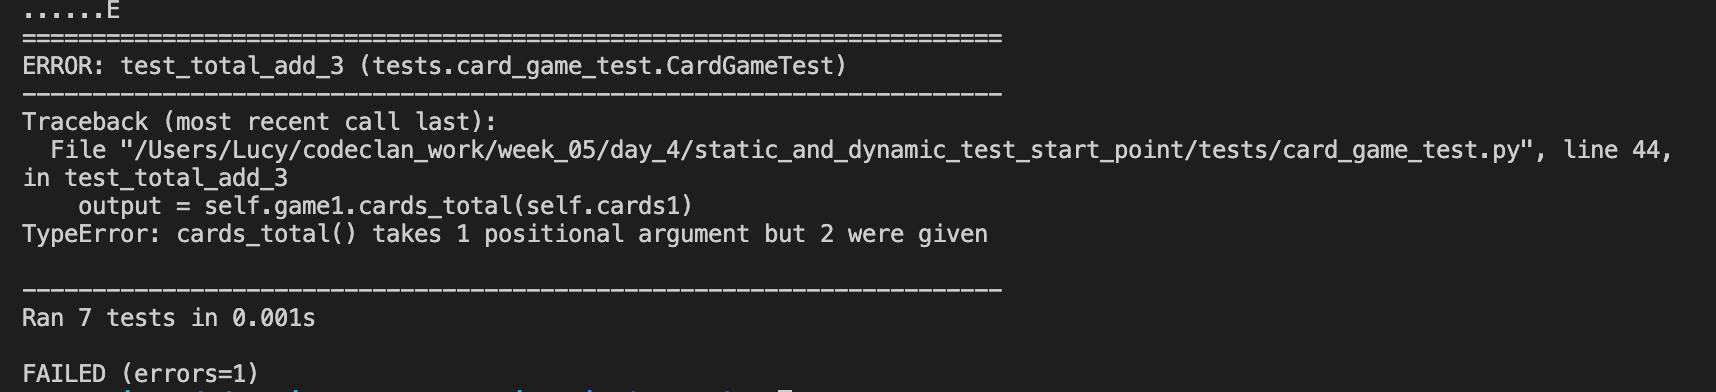 ......E
======================================================================
ERROR: test_total_add_3 (tests.card_game_test.CardGameTest)
----------------------------------------------------------------------
Traceback (most recent call last):
  File "/Users/Lucy/codeclan_work/week_05/day_4/static_and_dynamic_test_start_point/tests/card_game_test.py", line 44,
in test_total_add_3
    output = self.game1.cards_total(self.cards1)
TypeError: cards_total() takes 1 positional argument but 2 were given

----------------------------------------------------------------------
Ran 7 tests in 0.001s

FAILED (errors=1)